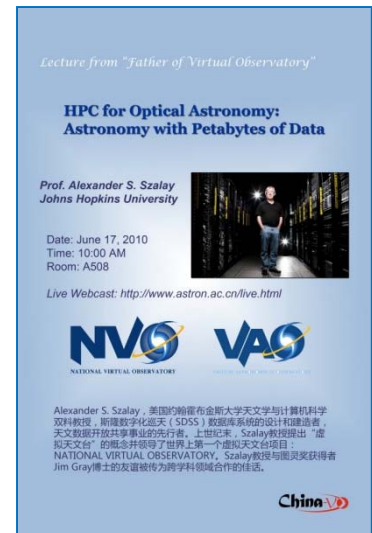 Lecture from "Father of Virtual Observatory"
HPC for Optical Astronomy:
Astronomy with Petabytes of Data
Prof. Alexander S. Szalay
Johns Hopkins University
Date: June 17, 2010
Time: 10:00 AM
Room: A508
Live Webcast: http://www.astron.ac.cn/live.html
NVO
NATIONAL VIRTUAL OBSERVATORY
VAO
Alexander S. Szalay，美国约翰霍布金斯大学天文学与计算机科学
双料教授，斯隆数字化巡天（SDSS）数据库系统的设计和建造者，
天文数据开放共享事业的先行者。上世纪末，Szalay教授提出“虚
拟天文台”的概念并领导了世界上第一个虚拟天文台项目：
NATIONAL VIRTUAL OBSERVATORY。Szalay教授与图灵奖获得者
Jim Gray博士的友谊被传为跨学科领域合作的佳话。
China-VO